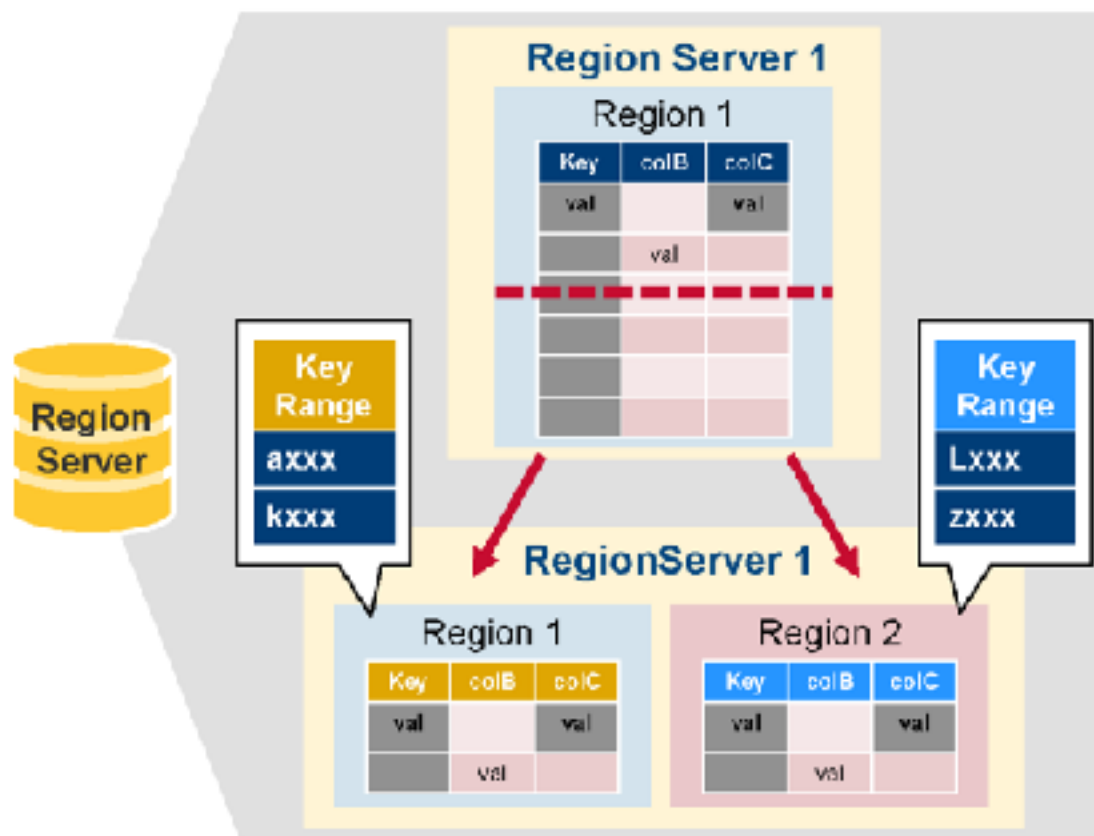 Region Server 1
Region 1
Key colB colC
val val
val
Region
Server
Key
Range
axxx
kxxx
Key
Range
Lxxx
zxxx
RegionServer 1
Region 1
Key colB colC
val val
val
Region 2
Key colB colC
val val
val